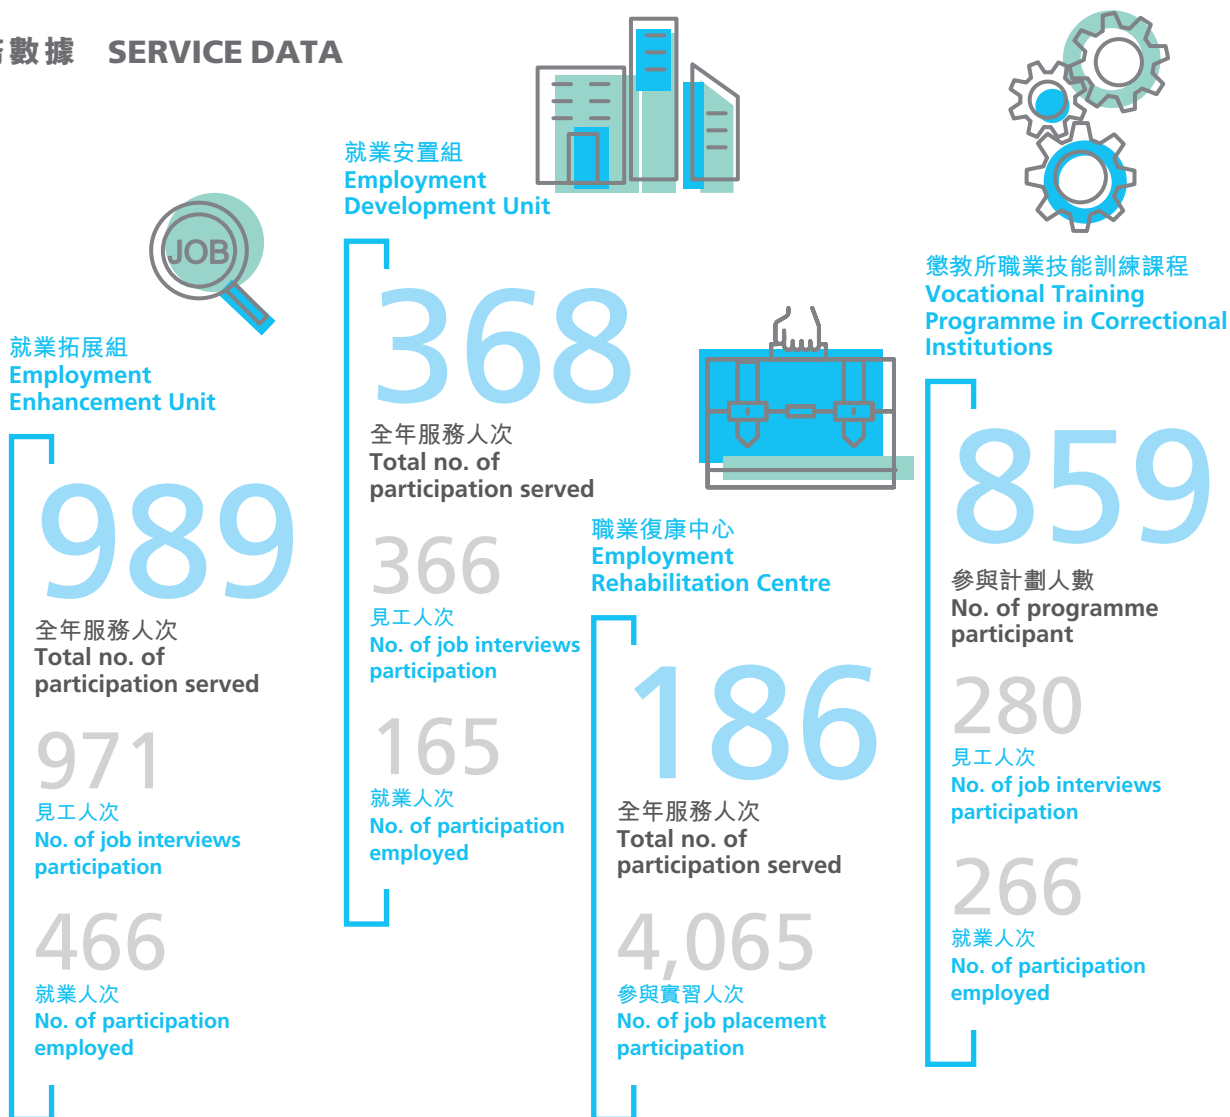 數據 SERVICE DATA
JOB
就業拓展組
Employment
Enhancement Unit
989
全年服務人次
Total no. of
participation served
971
見工人次
No. of job interviews
participation
466
就業人次
No. of participation
employed
就業安置組
Employment
Development Unit
368
全年服務人次
Total no. of
participation served
366
見工人次
No. of job interviews
participation
165
就業人次
No. of participation
employed
職業復康中心
Employment
Rehabilitation Centre
186
全年服務人次
Total no. of
participation served
4,065
參與實習人次
No. of job placement
participation
懲教所職業技能訓練課程
Vocational Training
Programme in Correctional
Institutions
859
參與計劃人數
No. of programme
participant
280
見工人次
No. of job interviews
participation
266
就業人次
No. of participation
employed